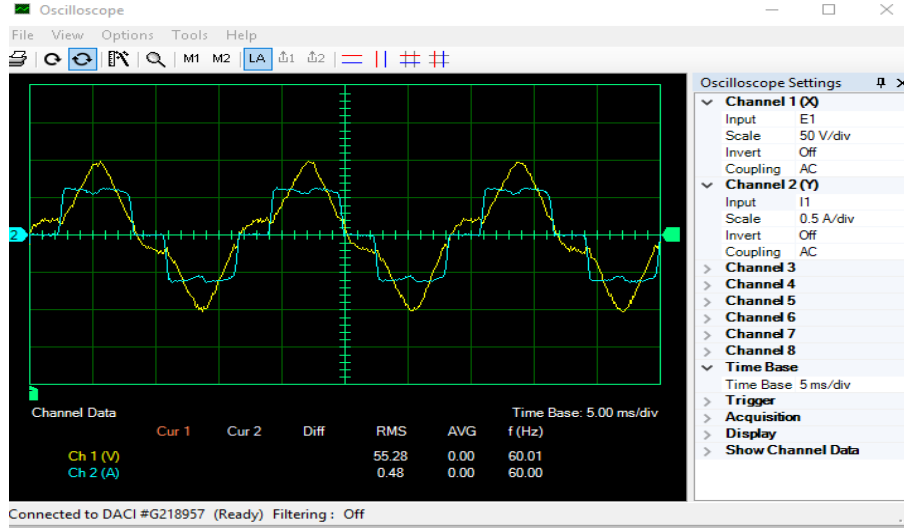 Oscilloscope
File View Options Tools Help
M1 M2 LA 1 2
Oscilloscope Settings
Channel 1 (X)
Input E1
Scale 50 V/div
Invert Off
Coupling AC
Channel 2 (Y)
Input I1
Scale 0.5 A/div
Invert Off
Coupling AC
Channel 3
Channel 4
Channel 5
Channel 6
Channel 7
Channel 8
Time Base
Time Base 5 ms/div
Trigger
Acquisition
Display
Show Channel Data
2
Channel Data Time Base: 5.00 ms/div
Cur 1 Cur 2 Diff RMS AVG f (Hz)
Ch 1 (V) 55.28 0.00 60.01
Ch 2 (A) 0.48 0.00 60.00
Connected to DACI #G218957 (Ready) Filtering : Off